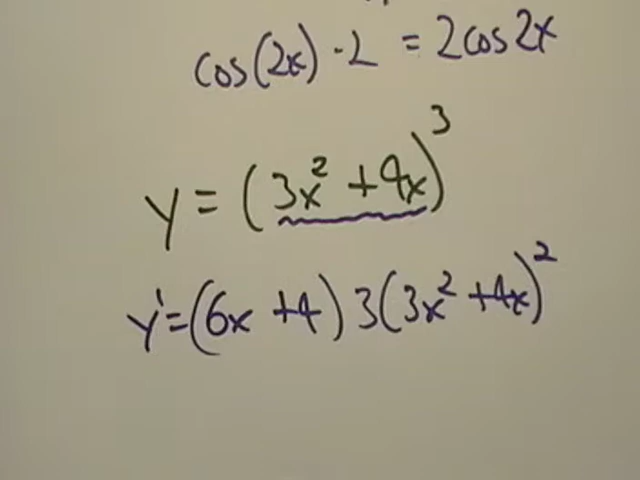 cos(2x) · 2 = 2cos2x
y = (3x² + 4x)³
y' = (6x + 4) 3(3x² + 4x)²